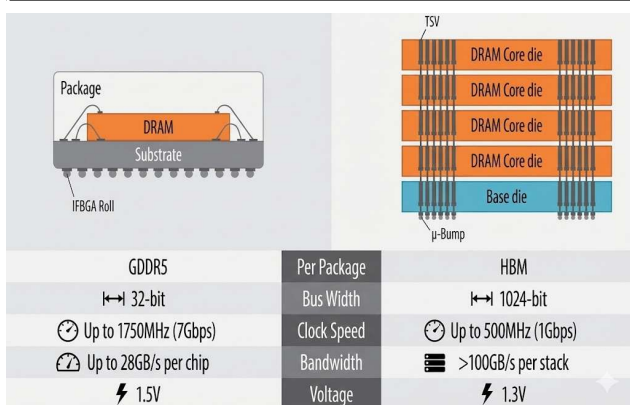 Package
DRAM
Substrate
IFBGA Roll
TSV
DRAM Core die
DRAM Core die
DRAM Core die
DRAM Core die
Base die
μ-Bump
GDDR5 Per Package HBM
32-bit Bus Width 1024-bit
Up to 1750MHz (7Gbps) Clock Speed Up to 500MHz (1Gbps)
Up to 28GB/s per chip Bandwidth >100GB/s per stack
1.5V Voltage 1.3V